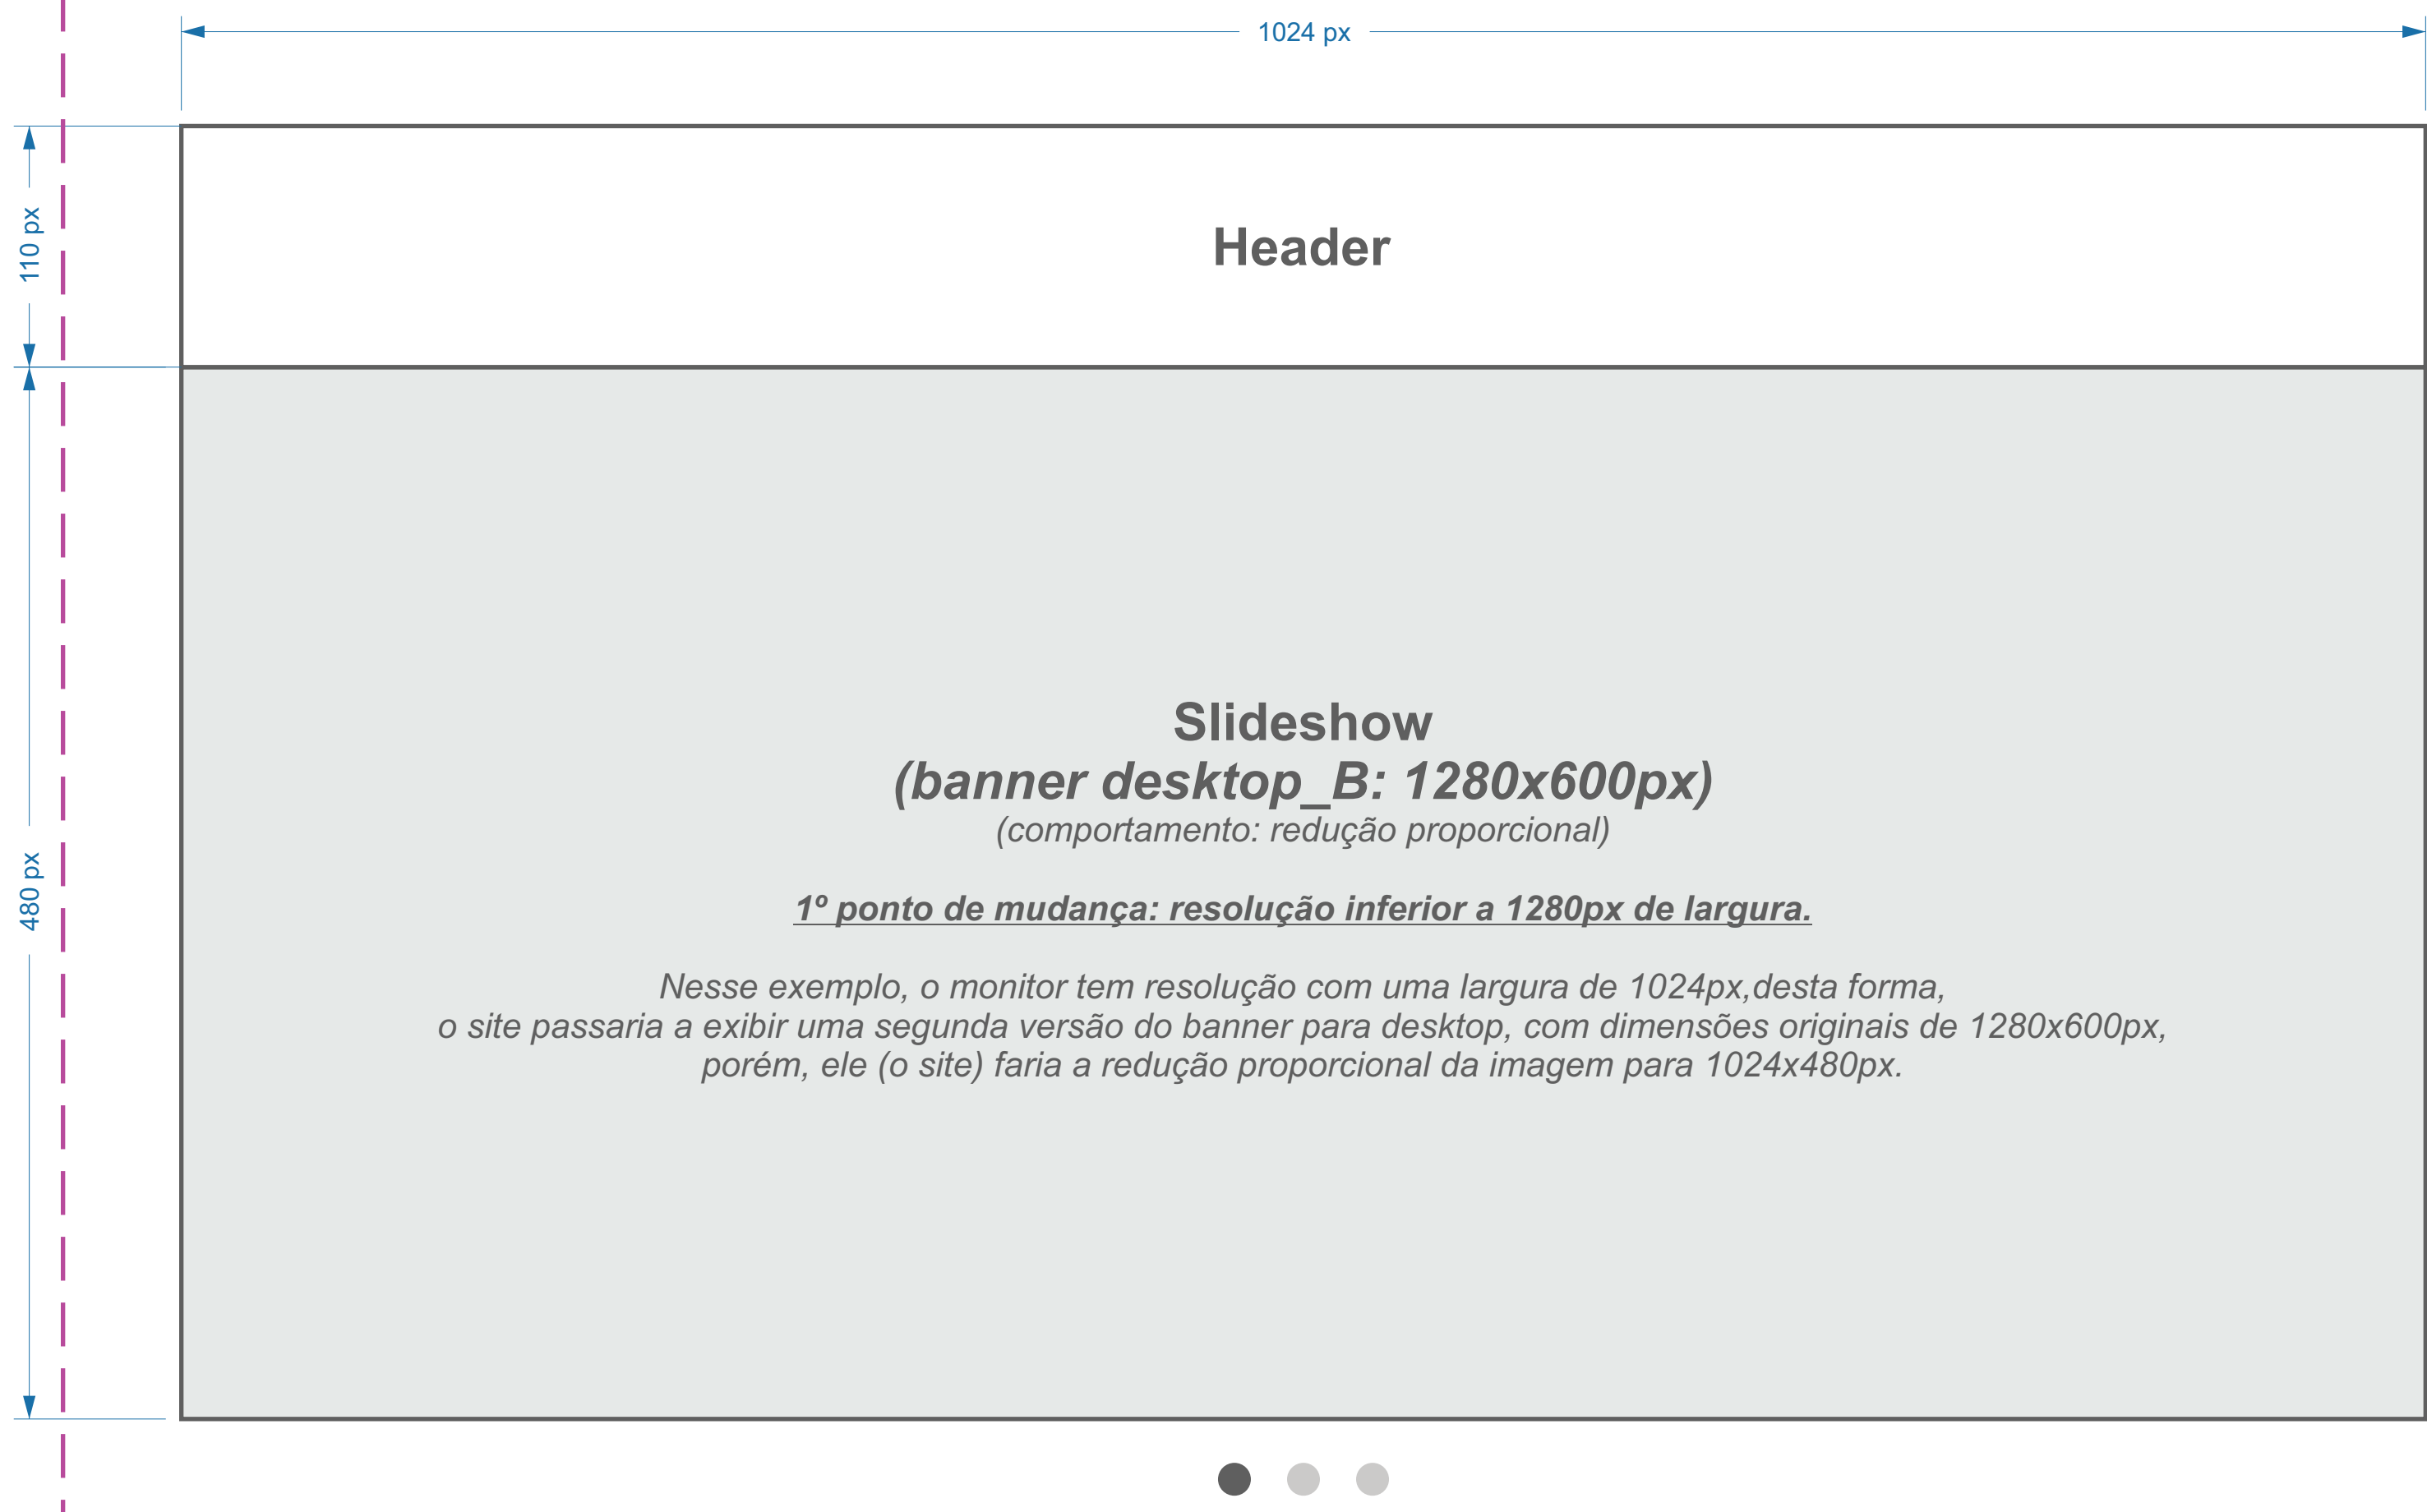 1024 px
110 px
Header
480 px
Slideshow
(banner desktop_B: 1280x600px)
(comportamento: redução proporcional)
1º ponto de mudança: resolução inferior a 1280px de largura.
Nesse exemplo, o monitor tem resolução com uma largura de 1024px,desta forma,
o site passaria a exibir uma segunda versão do banner para desktop, com dimensões originais de 1280x600px,
porém, ele (o site) faria a redução proporcional da imagem para 1024x480px.